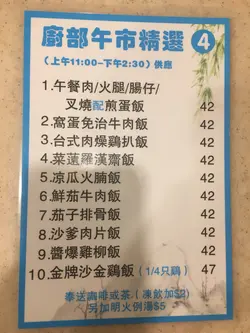 廚部午市精選 4
(上午11:00-下午2:30) 供應
1.午餐肉/火腿/腸仔/
叉燒配煎蛋飯 42
2.窩蛋免治牛肉飯 42
3.台式肉燥鷄扒飯 42
4.菜薳羅漢齋飯 42
5.凉瓜火腩飯 42
6.鮮茄牛肉飯 42
7.茄子排骨飯 42
8.沙爹肉片飯 42
9.醬爆雞柳飯 42
10.金牌沙金鷄飯 (1/4只鷄) 47
奉送咖啡或茶 (凍飲加$2)
另加明火例湯$5